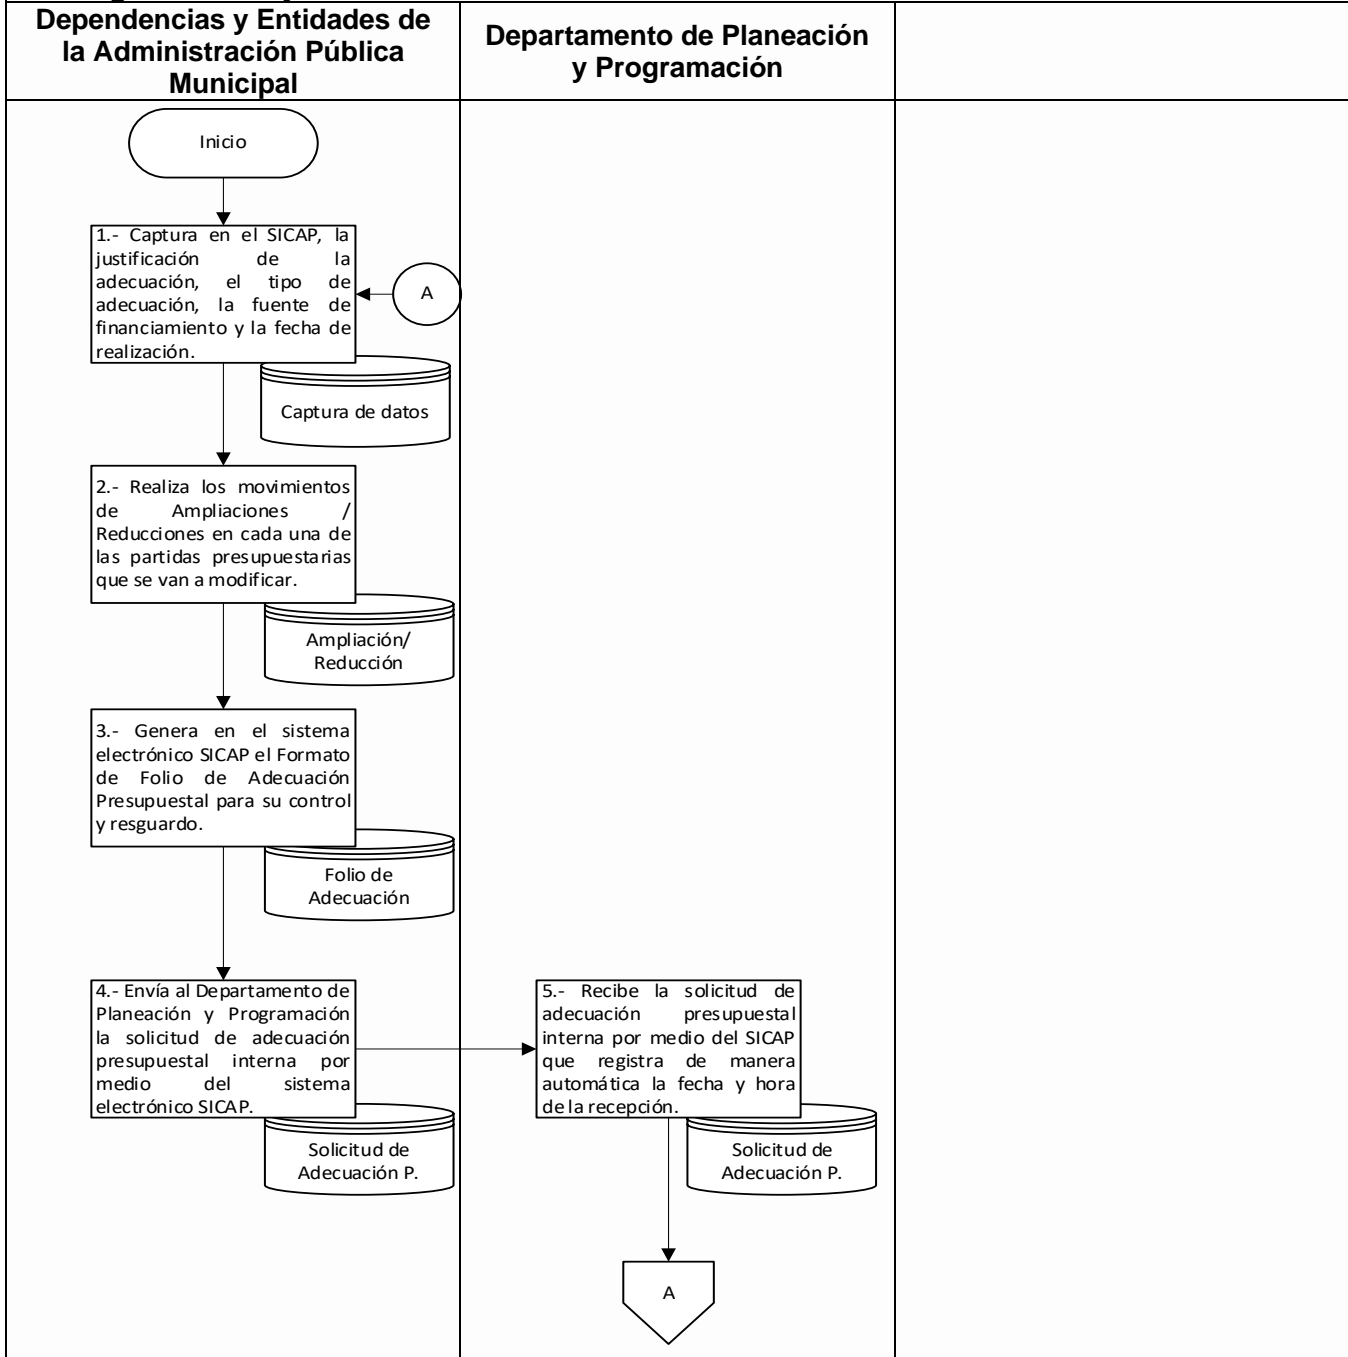 Dependencias y Entidades de
la Administración Pública
Municipal
Departamento de Planeación
y Programación
Inicio
1.- Captura en el SICAP, la
justificación de la
adecuación, el tipo de
adecuación, la fuente de
financiamiento y la fecha de
realización.
A
Captura de datos
2.- Realiza los movimientos
de Ampliaciones /
Reducciones en cada una de
las partidas presupuestarias
que se van a modificar.
Ampliación/
Reducción
3.- Genera en el sistema
electrónico SICAP el Formato
de Folio de Adecuación
Presupuestal para su control
y resguardo.
Folio de
Adecuación
4.- Envía al Departamento de
Planeación y Programación
la solicitud de adecuación
presupuestal interna por
medio del sistema
electrónico SICAP.
Solicitud de
Adecuación P.
5.- Recibe la solicitud de
adecuación presupuestal
interna por medio del SICAP
que registra de manera
automática la fecha y hora
de la recepción.
Solicitud de
Adecuación P.
A